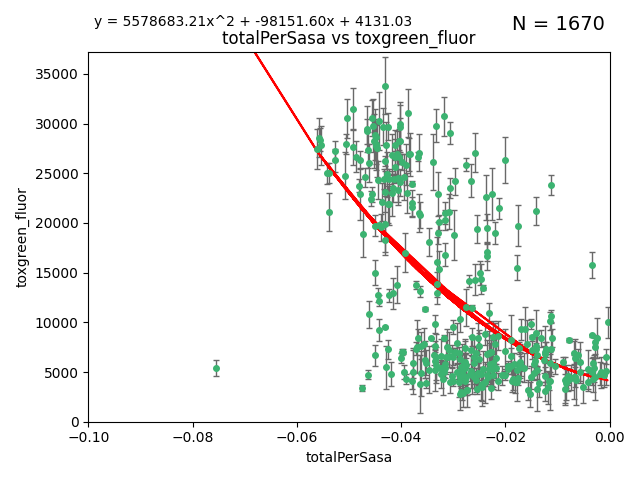 y = 5578683.21x^2 + -98151.60x + 4131.03
N = 1670
totalPerSasa vs toxgreen_fluor
35000
30000
25000
20000
15000
10000
5000
0
toxgreen_fluor
−0.10 −0.08 −0.06 −0.04 −0.02 0.00
totalPerSasa